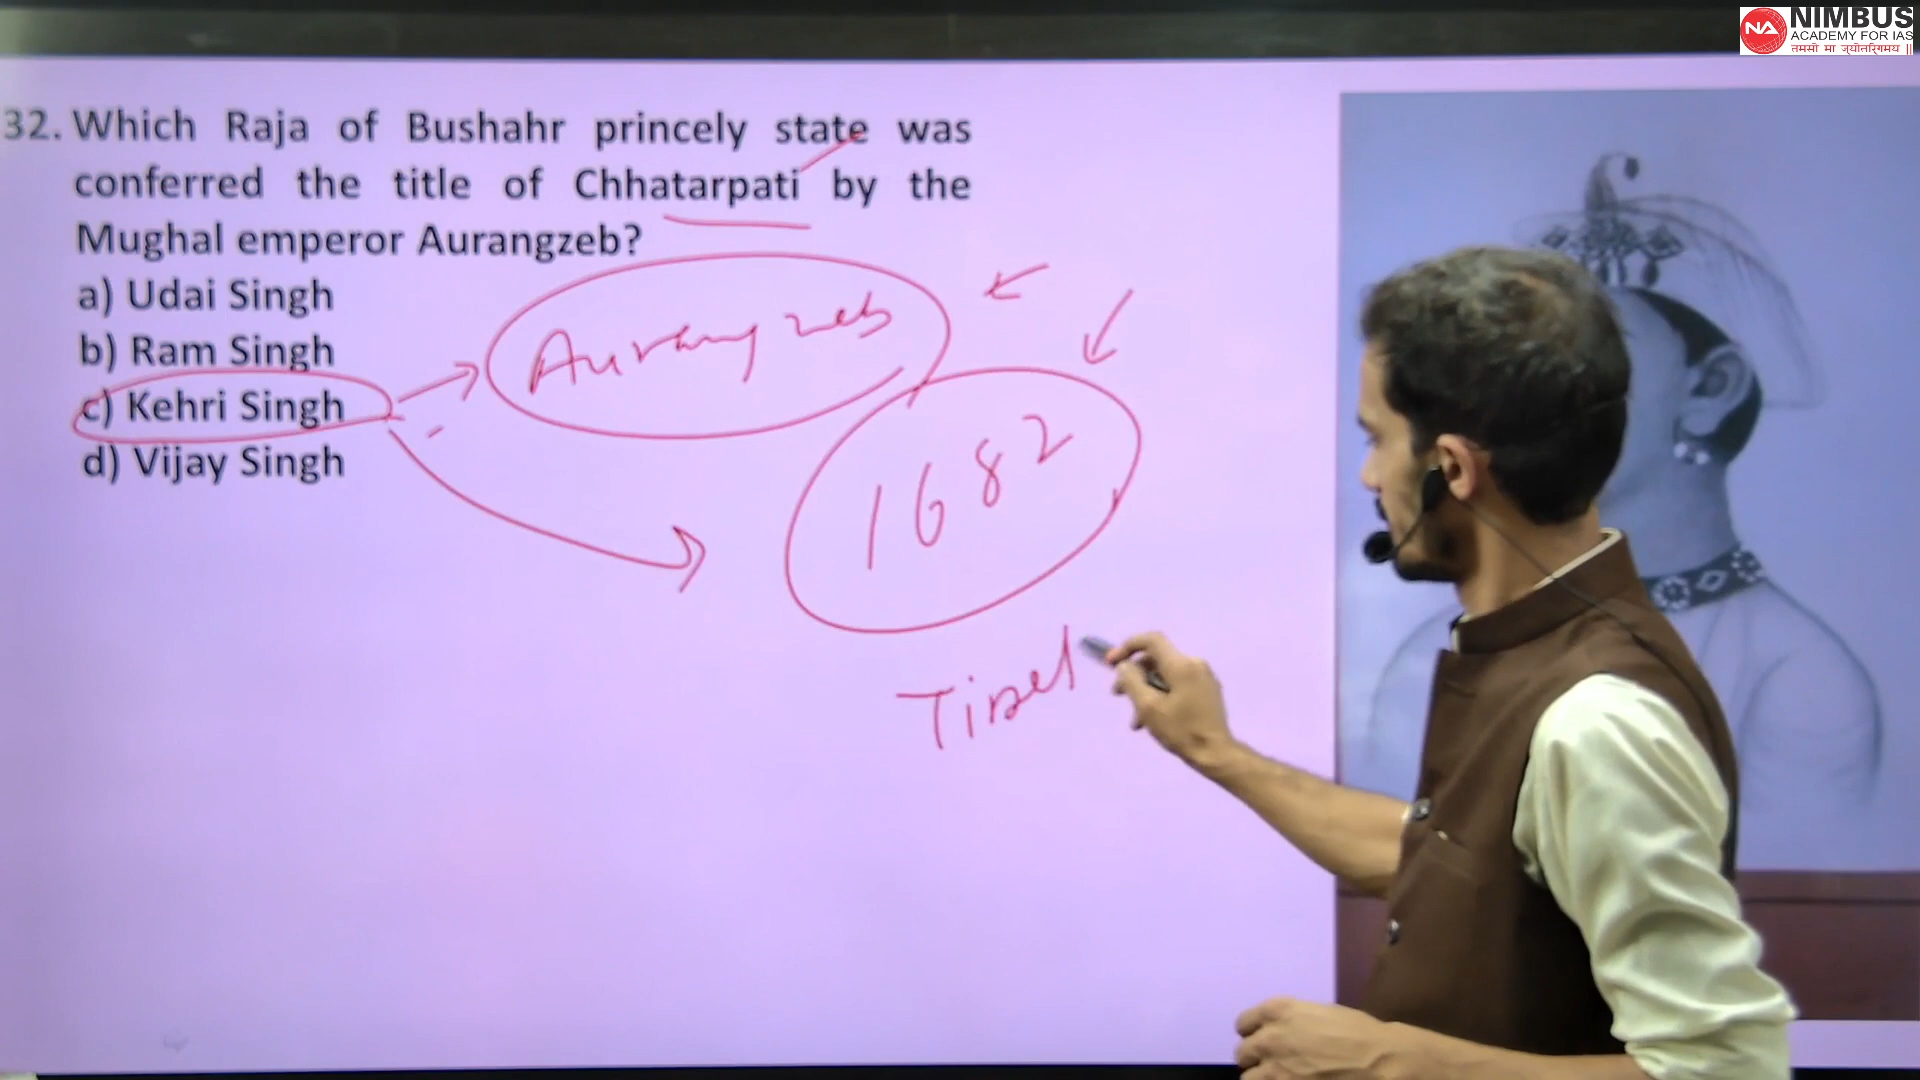 NIMBUS
ACADEMY FOR IAS
तमसो मा ज्योतिर्गमय ||
32. Which Raja of Bushahr princely state was
conferred the title of Chhatarpati by the
Mughal emperor Aurangzeb?
a) Udai Singh
b) Ram Singh
c) Kehri Singh
d) Vijay Singh
Aurangzeb
1682
Tibet